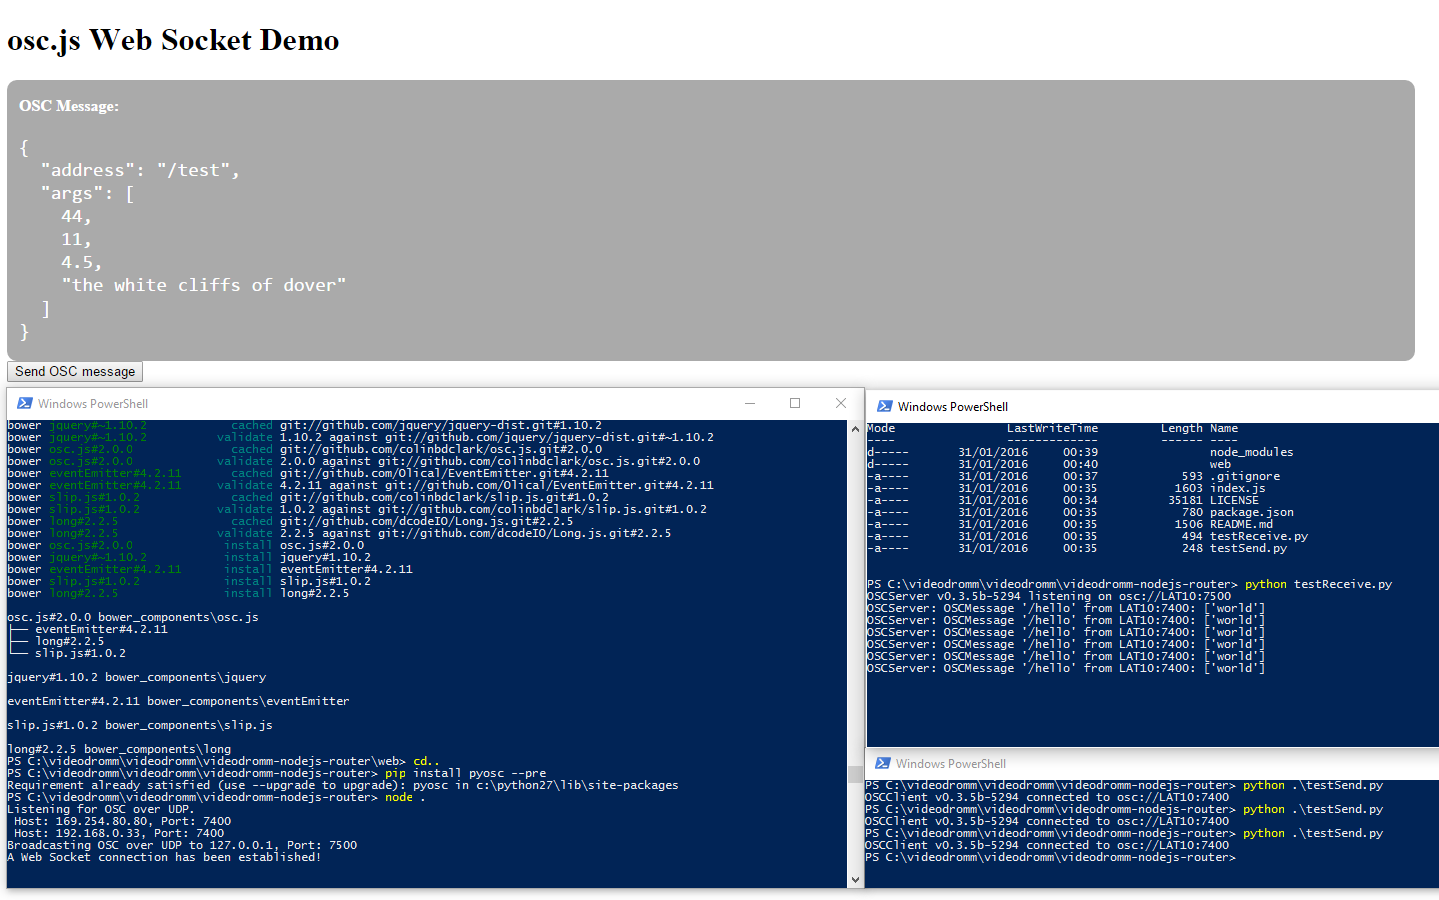 osc.js Web Socket Demo
OSC Message:
{
  "address": "/test",
  "args": [
    44,
    11,
    4.5,
    "the white cliffs of dover"
  ]
}
Send OSC message
Windows PowerShell
bower jquery#~1.10.2 cached git://github.com/jquery/jquery-dist.git#1.10.2
bower jquery#~1.10.2 validate 1.10.2 against git://github.com/jquery/jquery-dist.git#~1.10.2
bower osc.js#2.0.0 cached git://github.com/colinbdclark/osc.js.git#2.0.0
bower osc.js#2.0.0 validate 2.0.0 against git://github.com/colinbdclark/osc.js.git#2.0.0
bower eventEmitter#4.2.11 cached git://github.com/Olical/EventEmitter.git#4.2.11
bower eventEmitter#4.2.11 validate 4.2.11 against git://github.com/Olical/EventEmitter.git#4.2.11
bower slip.js#1.0.2 cached git://github.com/colinbdclark/slip.js.git#1.0.2
bower slip.js#1.0.2 validate 1.0.2 against git://github.com/colinbdclark/slip.js.git#1.0.2
bower long#2.2.5 cached git://github.com/dcodeIO/Long.js.git#2.2.5
bower long#2.2.5 validate 2.2.5 against git://github.com/dcodeIO/Long.js.git#2.2.5
bower osc.js#2.0.0 install osc.js#2.0.0
bower jquery#~1.10.2 install jquery#1.10.2
bower eventEmitter#4.2.11 install eventEmitter#4.2.11
bower slip.js#1.0.2 install slip.js#1.0.2
bower long#2.2.5 install long#2.2.5
osc.js#2.0.0 bower_components\osc.js
├── eventEmitter#4.2.11
├── long#2.2.5
└── slip.js#1.0.2
jquery#1.10.2 bower_components\jquery
eventEmitter#4.2.11 bower_components\eventEmitter
slip.js#1.0.2 bower_components\slip.js
long#2.2.5 bower_components\long
PS C:\videodromm\videodromm\videodromm-nodejs-router\web> cd..
PS C:\videodromm\videodromm\videodromm-nodejs-router> pip install pyosc --pre
Requirement already satisfied (use --upgrade to upgrade): pyosc in c:\python27\lib\site-packages
PS C:\videodromm\videodromm\videodromm-nodejs-router> node .
Listening for OSC over UDP.
 Host: 169.254.80.80, Port: 7400
 Host: 192.168.0.33, Port: 7400
Broadcasting OSC over UDP to 127.0.0.1, Port: 7500
A Web Socket connection has been established!
Windows PowerShell
Mode LastWriteTime Length Name
---- ------------- ------ ----
d----- 31/01/2016 00:39 node_modules
d----- 31/01/2016 00:40 web
-a---- 31/01/2016 00:37 593 .gitignore
-a---- 31/01/2016 00:35 1603 index.js
-a---- 31/01/2016 00:34 35181 LICENSE
-a---- 31/01/2016 00:35 780 package.json
-a---- 31/01/2016 00:35 1506 README.md
-a---- 31/01/2016 00:35 494 testReceive.py
-a---- 31/01/2016 00:35 248 testSend.py
PS C:\videodromm\videodromm\videodromm-nodejs-router> python testReceive.py
OSCServer v0.3.5b-5294 listening on osc://LAT10:7500
OSCServer: OSCMessage '/hello' from LAT10:7400: ['world']
OSCServer: OSCMessage '/hello' from LAT10:7400: ['world']
OSCServer: OSCMessage '/hello' from LAT10:7400: ['world']
OSCServer: OSCMessage '/hello' from LAT10:7400: ['world']
OSCServer: OSCMessage '/hello' from LAT10:7400: ['world']
OSCServer: OSCMessage '/hello' from LAT10:7400: ['world']
Windows PowerShell
PS C:\videodromm\videodromm\videodromm-nodejs-router> python .\testSend.py
OSCClient v0.3.5b-5294 connected to osc://LAT10:7400
PS C:\videodromm\videodromm\videodromm-nodejs-router> python .\testSend.py
OSCClient v0.3.5b-5294 connected to osc://LAT10:7400
PS C:\videodromm\videodromm\videodromm-nodejs-router> python .\testSend.py
OSCClient v0.3.5b-5294 connected to osc://LAT10:7400
PS C:\videodromm\videodromm\videodromm-nodejs-router>